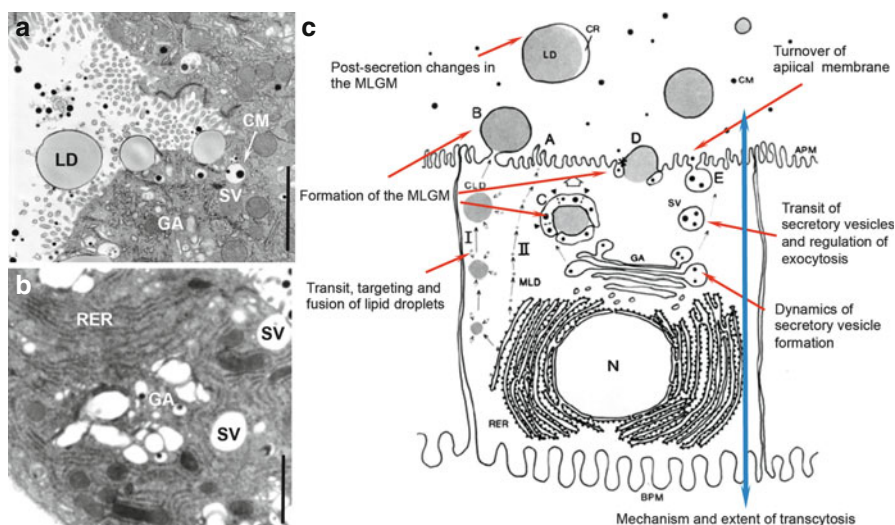 a
LD
CM
SV
GA
b
RER
SV
GA
SV
c
Post-secretion changes in
the MLGM
CR
LD
Turnover of
apiical membrane
CM
B
A
D
APM
Formation of the MLGM
CLD
E
C
SV
Transit of
secretory vesicles
and regulation of
exocytosis
I
II
GA
Transit, targeting and
fusion of lipid droplets
MLD
Dynamics of
secretory vesicle
formation
N
RER
BPM
Mechanism and extent of transcytosis